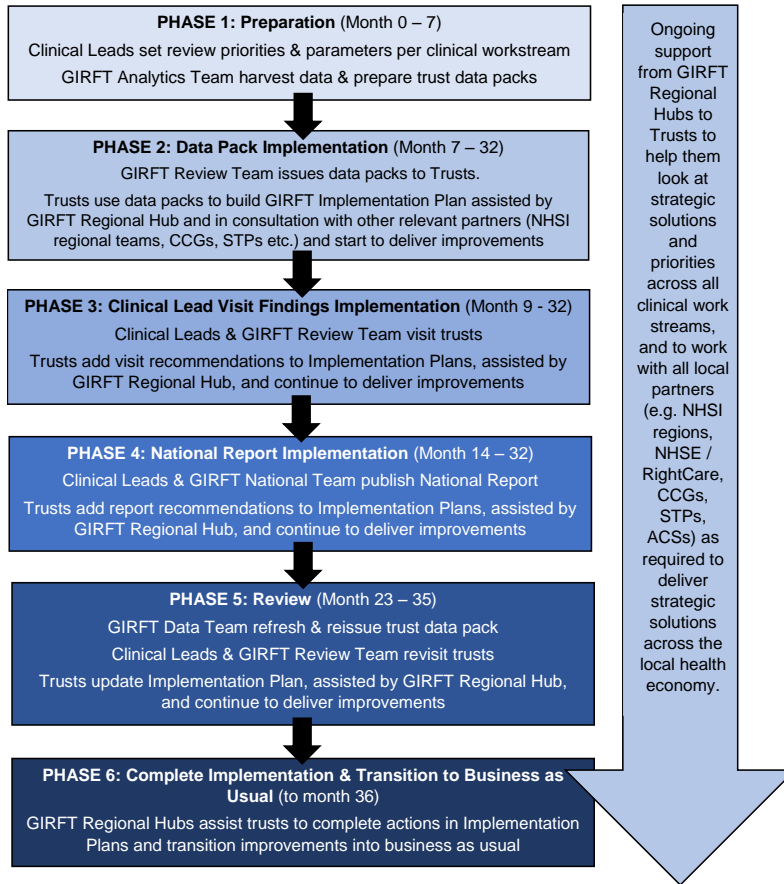 PHASE 1: Preparation (Month 0 – 7)
Clinical Leads set review priorities & parameters per clinical workstream
GIRFT Analytics Team harvest data & prepare trust data packs
PHASE 2: Data Pack Implementation (Month 7 – 32)
GIRFT Review Team issues data packs to Trusts.
Trusts use data packs to build GIRFT Implementation Plan assisted by
GIRFT Regional Hub and in consultation with other relevant partners (NHSI
regional teams, CCGs, STPs etc.) and start to deliver improvements
PHASE 3: Clinical Lead Visit Findings Implementation (Month 9 - 32)
Clinical Leads & GIRFT Review Team visit trusts
Trusts add visit recommendations to Implementation Plans, assisted by
GIRFT Regional Hub, and continue to deliver improvements
PHASE 4: National Report Implementation (Month 14 – 32)
Clinical Leads & GIRFT National Team publish National Report
Trusts add report recommendations to Implementation Plans, assisted by
GIRFT Regional Hub, and continue to deliver improvements
PHASE 5: Review (Month 23 – 35)
GIRFT Data Team refresh & reissue trust data pack
Clinical Leads & GIRFT Review Team revisit trusts
Trusts update Implementation Plan, assisted by GIRFT Regional Hub,
and continue to deliver improvements
PHASE 6: Complete Implementation & Transition to Business as
Usual (to month 36)
GIRFT Regional Hubs assist trusts to complete actions in Implementation
Plans and transition improvements into business as usual
Ongoing
support
from GIRFT
Regional
Hubs to
Trusts to
help them
look at
strategic
solutions
and
priorities
across all
clinical work
streams,
and to work
with all local
partners
(e.g. NHSI
regions,
NHSE /
RightCare,
CCGs,
STPs,
ACSs) as
required to
deliver
strategic
solutions
across the
local health
economy.